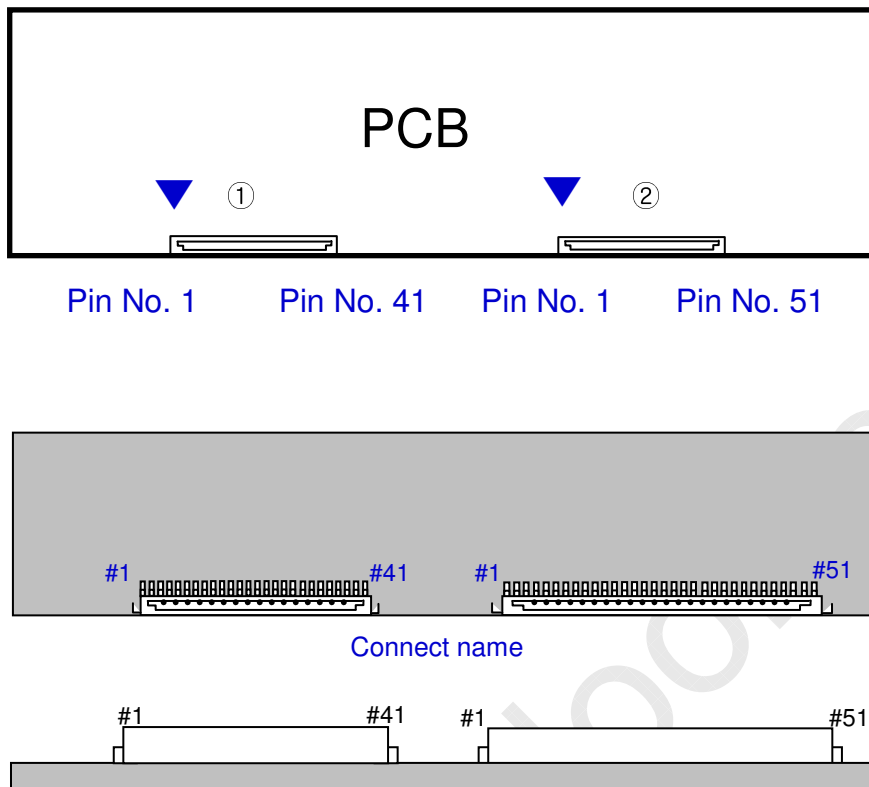 PCB
① ②
Pin No. 1 Pin No. 41 Pin No. 1 Pin No. 51
#1 #41 #1 #51
Connect name
#1 #41 #1 #51